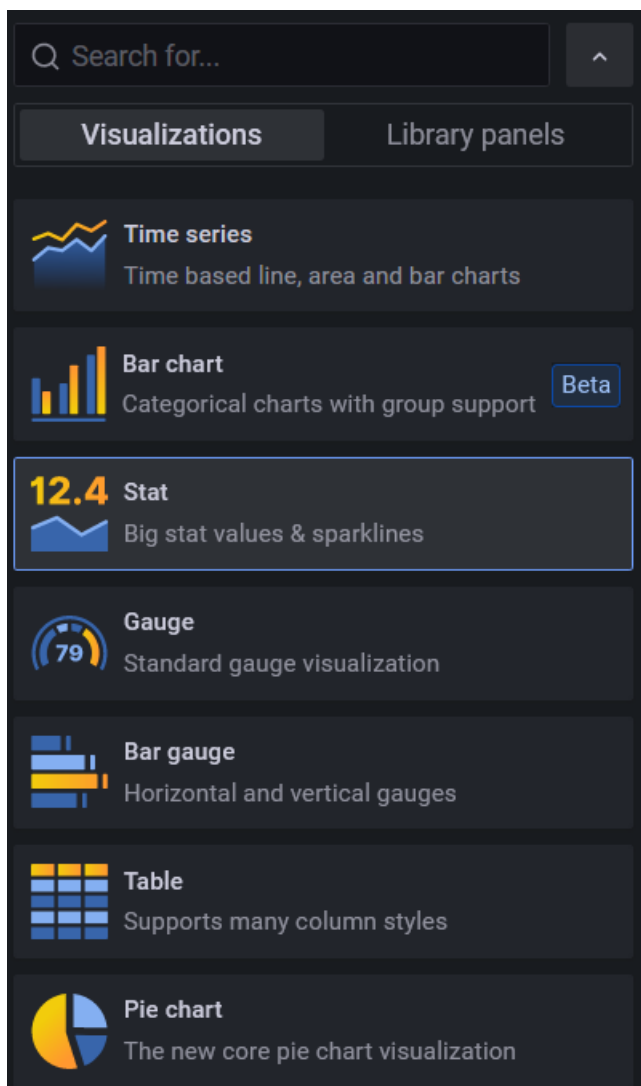 Search for...
Visualizations
Library panels
Time series
Time based line, area and bar charts
Bar chart
Categorical charts with group support
Beta
12.4
Stat
Big stat values & sparklines
79
Gauge
Standard gauge visualization
Bar gauge
Horizontal and vertical gauges
Table
Supports many column styles
Pie chart
The new core pie chart visualization